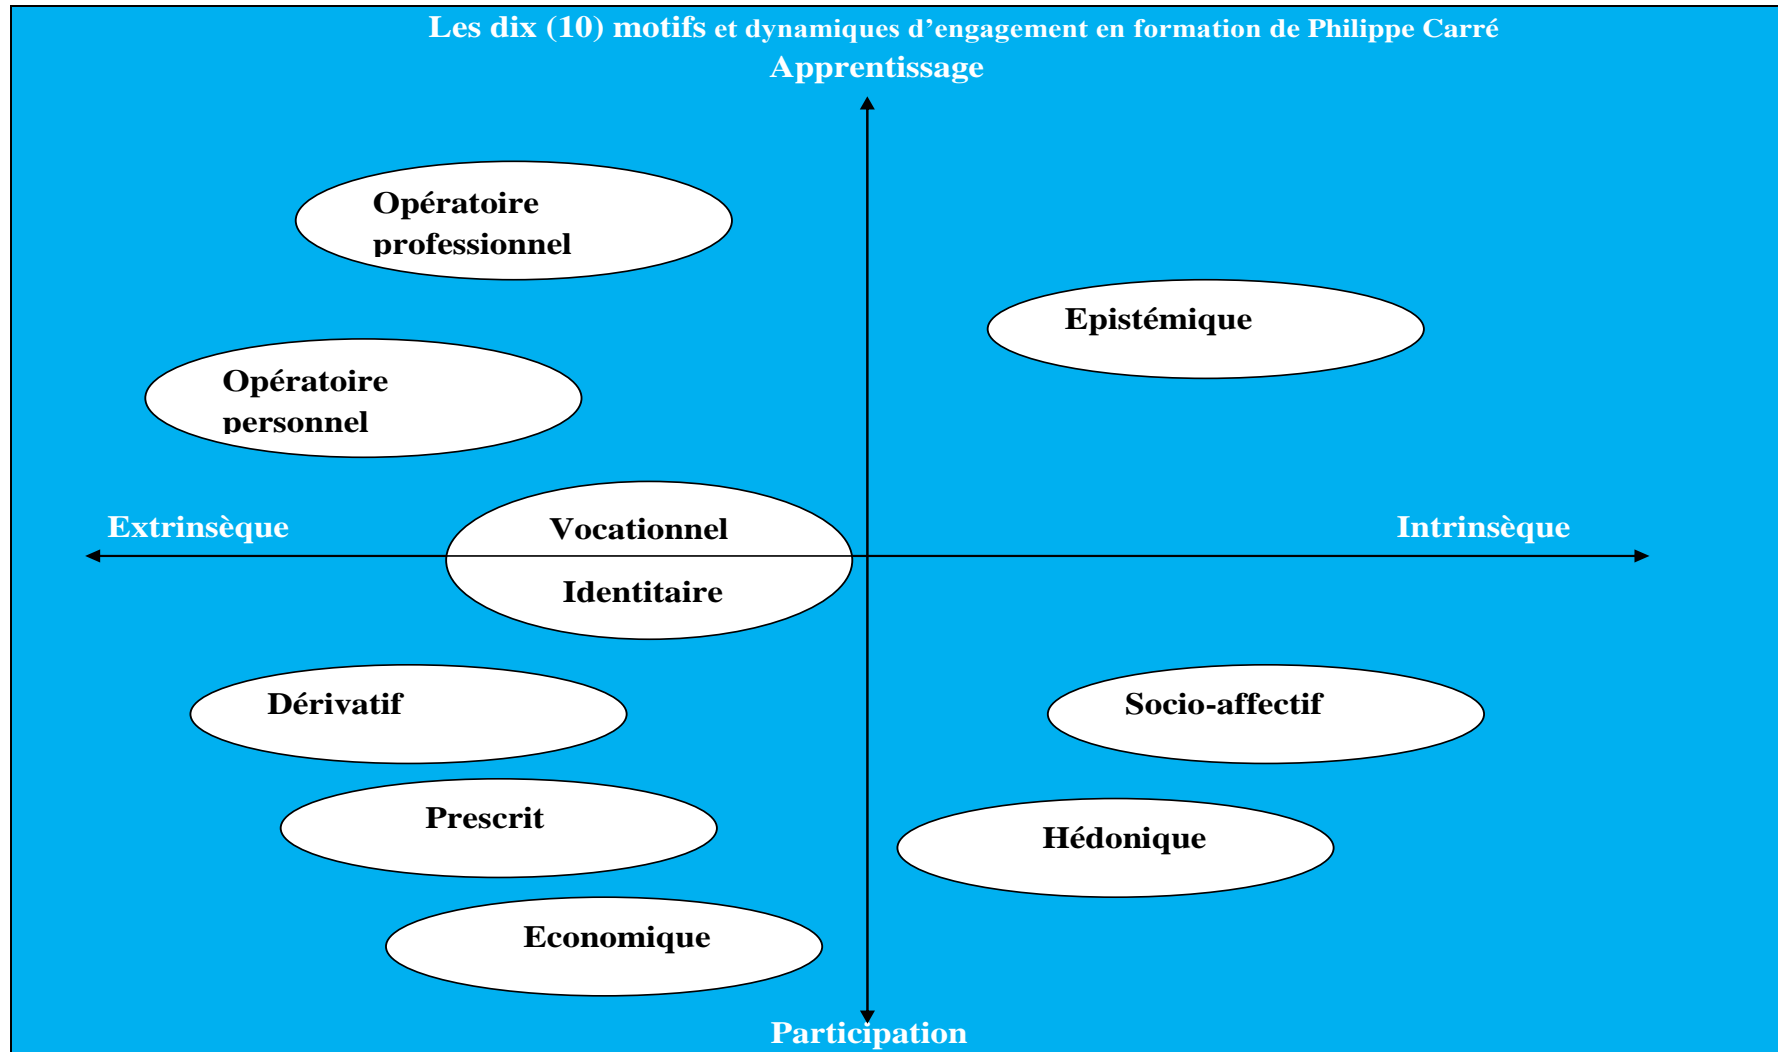 Les dix (10) motifs et dynamiques d’engagement en formation de Philippe Carré
Apprentissage
Opératoire
professionnel
Epistémique
Opératoire
personnel
Extrinsèque
Vocationnel
Intrinsèque
Identitaire
Dérivatif
Socio-affectif
Prescrit
Hédonique
Economique
Participation